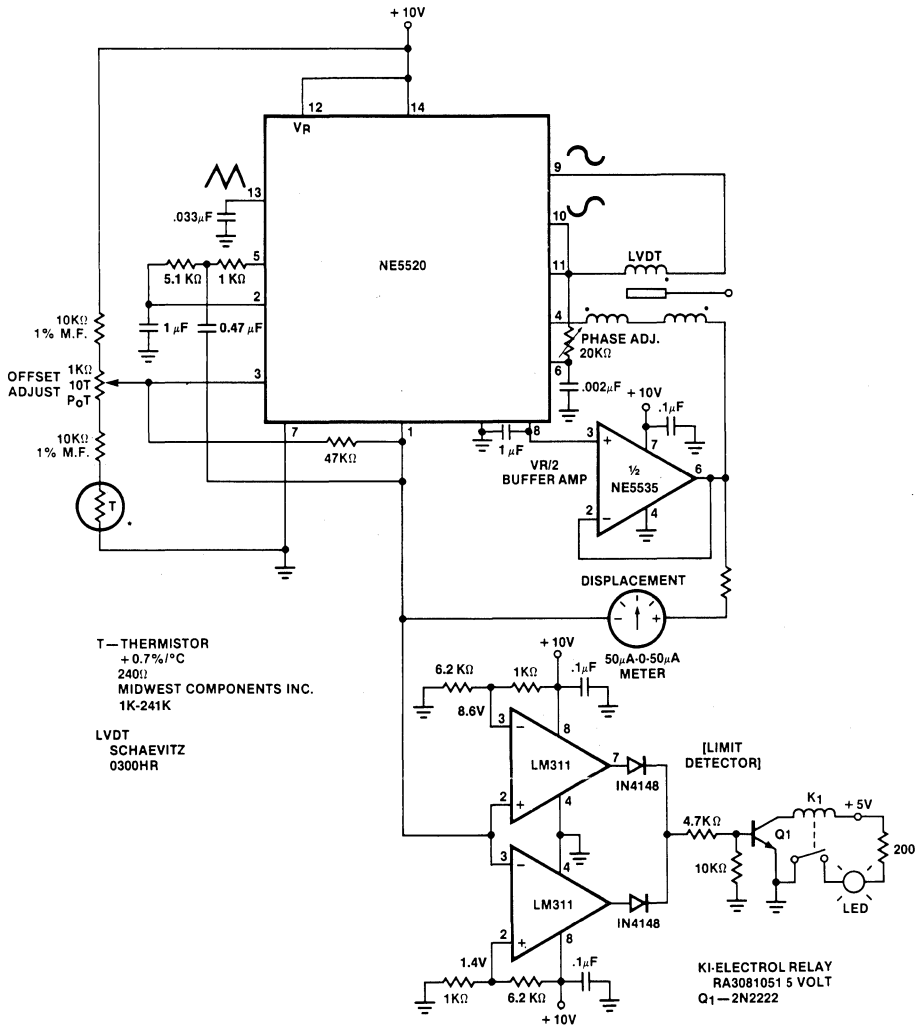 + 10V
12
14
VR
13
.033µF
9
10
5
5.1 KΩ
1 KΩ
NE5520
11
LVDT
2
10KΩ
1% M.F.
1 µF
0.47µF
4
PHASE ADJ.
20KΩ
1KΩ
OFFSET
ADJUST
10T
PoT
3
6
.002µF
+ 10V
.1µF
10KΩ
1% M.F.
7
1
47KΩ
1 µF
8
3
+
7
VR/2
BUFFER AMP
½
NE5535
6
2
−
4
T
*
DISPLACEMENT
−
+
50µA-0-50µA
METER
T—THERMISTOR
+0.7%/°C
240Ω
MIDWEST COMPONENTS INC.
1K-241K
LVDT
SCHAEVITZ
0300HR
+ 10V
6.2 KΩ
1KΩ
.1µF
8.6V
3
−
8
LM311
7
IN4148
[LIMIT
DETECTOR]
2
+
4
K1
+ 5V
4.7KΩ
Q1
200
3
−
4
10KΩ
LM311
IN4148
LED
2
+
8
1.4V
.1µF
1KΩ
6.2 KΩ
+ 10V
KI-ELECTROL RELAY
RA3081051 5 VOLT
Q1—2N2222